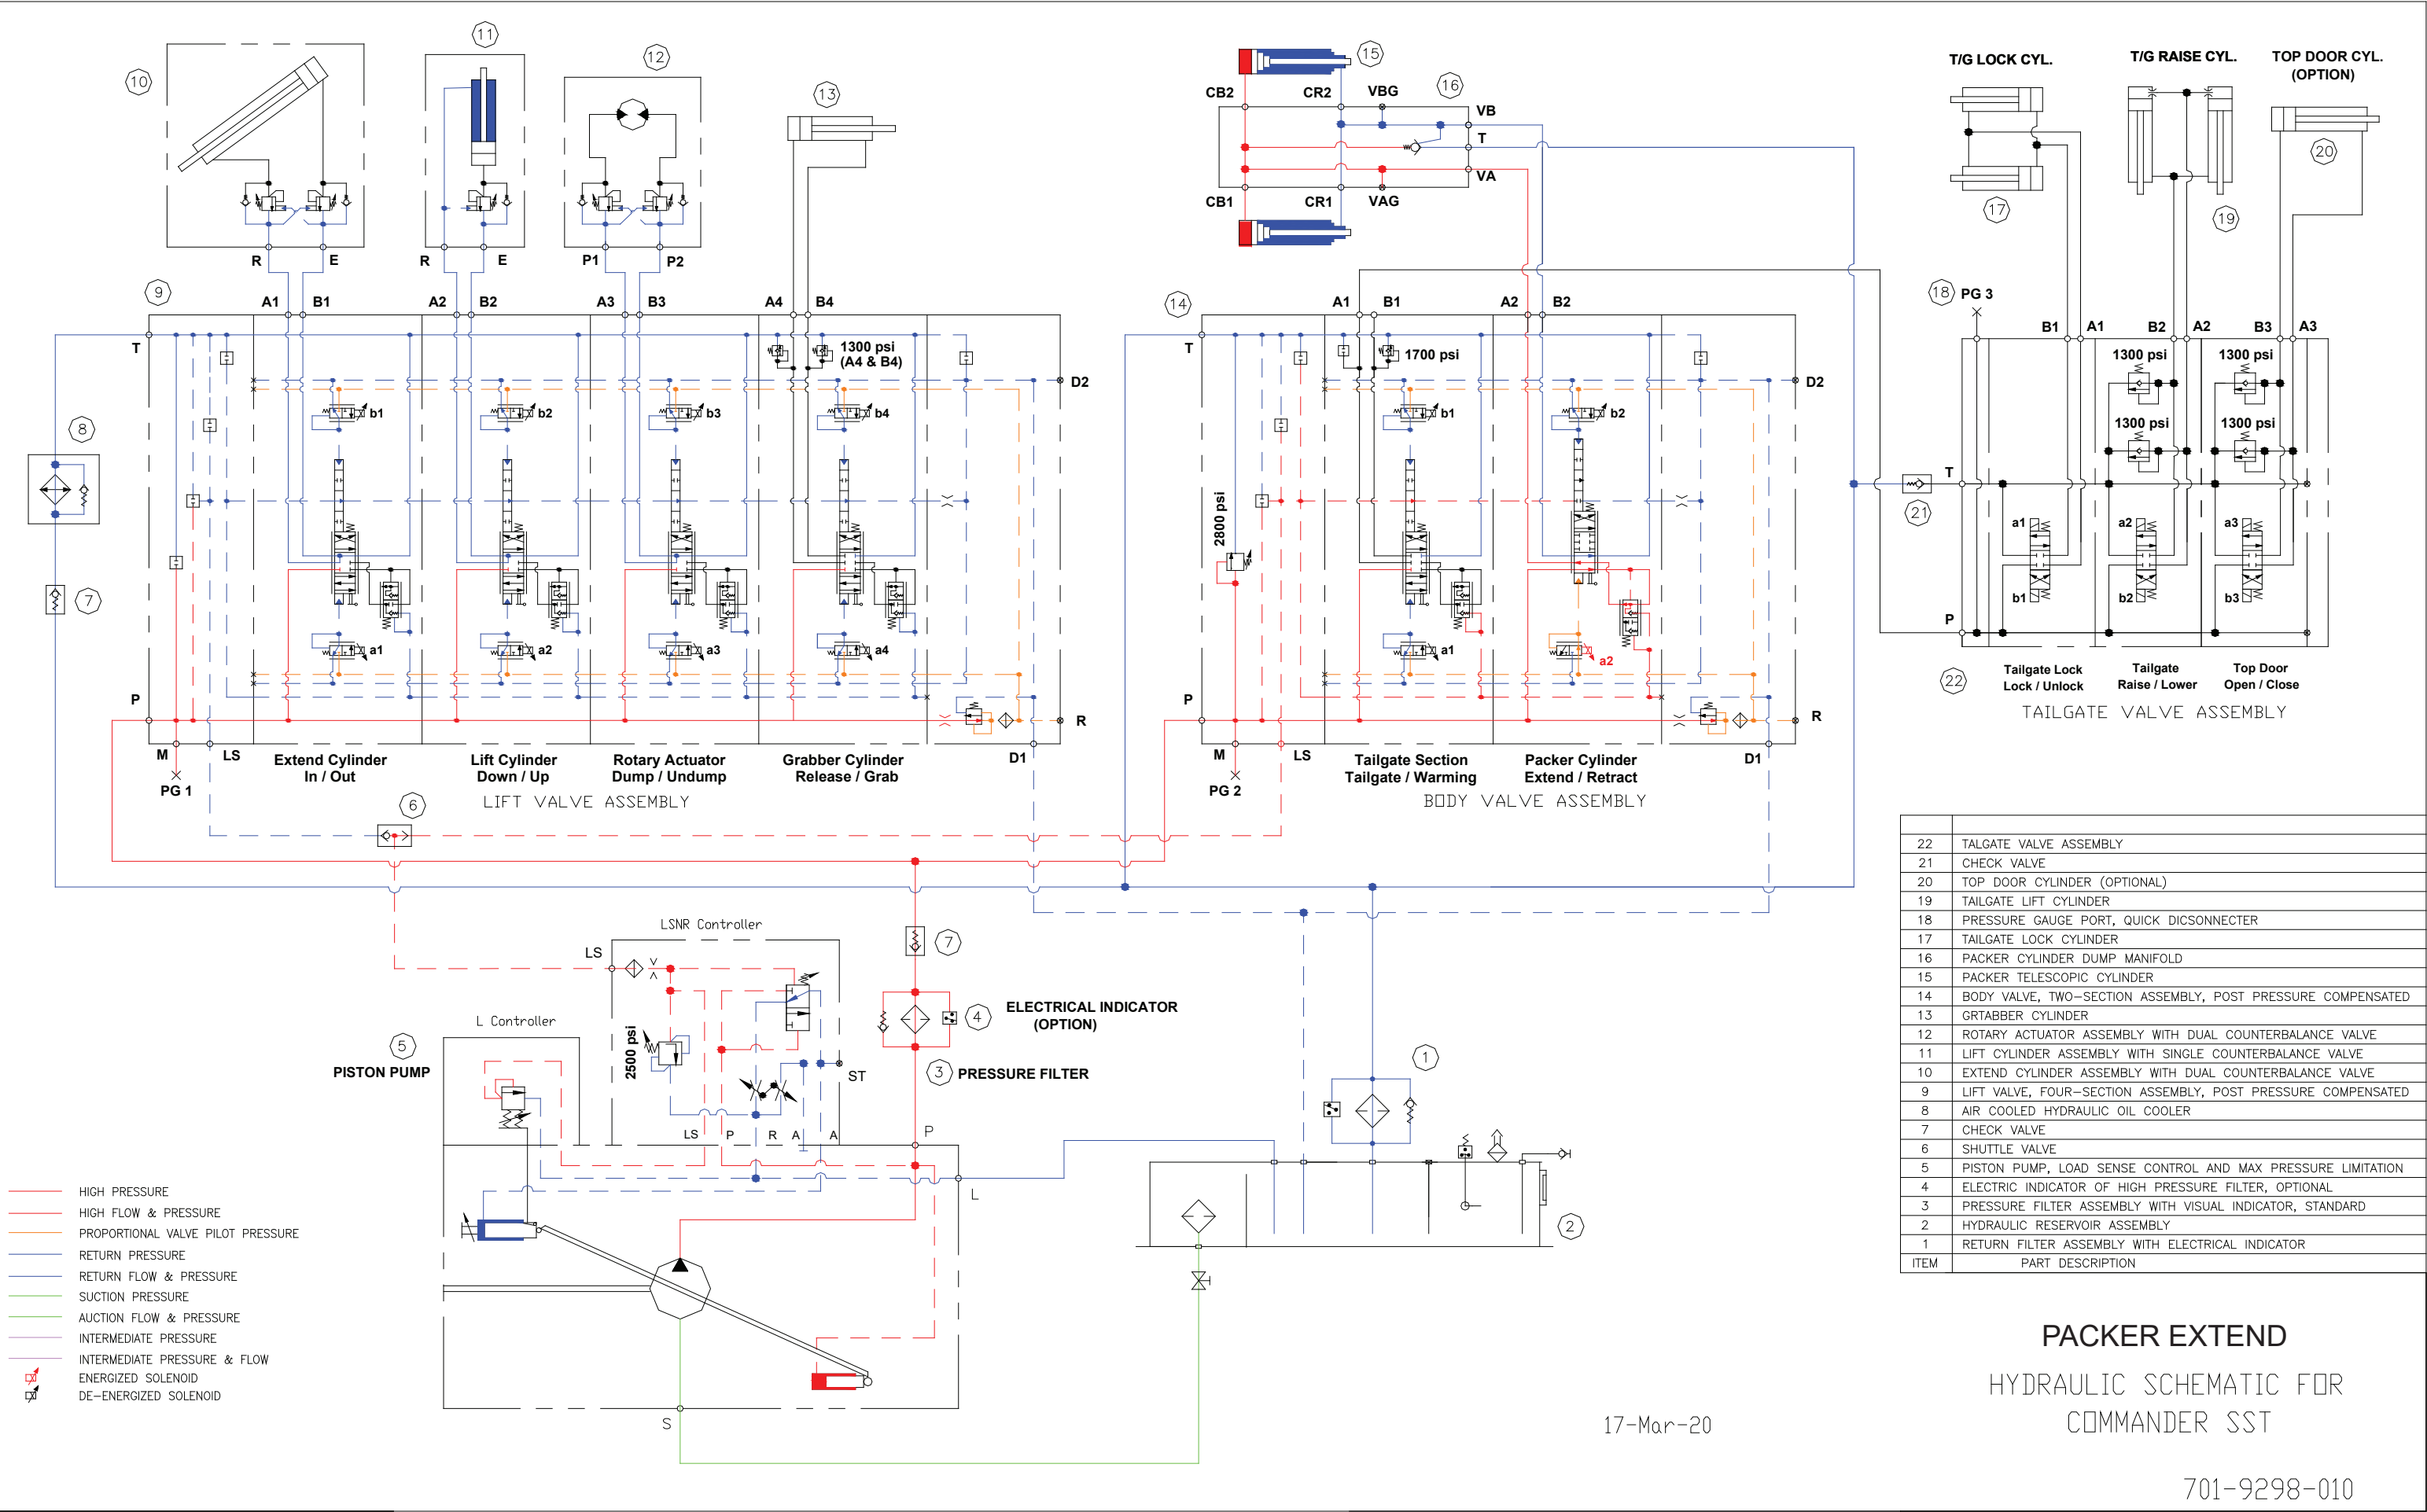 10
11
12
13
15
16
CB2
CR2
VBG
VB
T
VA
CB1
CR1
VAG
T/G LOCK CYL.
T/G RAISE CYL.
TOP DOOR CYL.
(OPTION)
17
19
20
R
E
R
E
P1
P2
9
A1
B1
A2
B2
A3
B3
A4
B4
14
A1
B1
A2
B2
18
PG 3
B1
A1
B2
A2
B3
A3
T
1300 psi
(A4 & B4)
D2
T
1700 psi
D2
1300 psi
1300 psi
1300 psi
1300 psi
b1
b2
b3
b4
b1
b2
8
7
2800 psi
T
21
a1
a2
a3
b1
b2
b3
P
a1
a2
a3
a4
a1
a2
P
R
P
R
M
LS
D1
M
LS
D1
PG 1
PG 2
Extend Cylinder
In / Out
Lift Cylinder
Down / Up
Rotary Actuator
Dump / Undump
Grabber Cylinder
Release / Grab
LIFT VALVE ASSEMBLY
Tailgate Section
Tailgate / Warming
Packer Cylinder
Extend / Retract
BODY VALVE ASSEMBLY
22
Tailgate Lock
Lock / Unlock
Tailgate
Raise / Lower
Top Door
Open / Close
TAILGATE VALVE ASSEMBLY
6
LSNR Controller
LS
7
4
ELECTRICAL INDICATOR
(OPTION)
3
PRESSURE FILTER
L Controller
5
PISTON PUMP
2500 psi
ST
LS
P
R
A
A
P
L
S
1
2
22 TALGATE VALVE ASSEMBLY
21 CHECK VALVE
20 TOP DOOR CYLINDER (OPTIONAL)
19 TAILGATE LIFT CYLINDER
18 PRESSURE GAUGE PORT, QUICK DICSONNECTER
17 TAILGATE LOCK CYLINDER
16 PACKER CYLINDER DUMP MANIFOLD
15 PACKER TELESCOPIC CYLINDER
14 BODY VALVE, TWO-SECTION ASSEMBLY, POST PRESSURE COMPENSATED
13 GRTABBER CYLINDER
12 ROTARY ACTUATOR ASSEMBLY WITH DUAL COUNTERBALANCE VALVE
11 LIFT CYLINDER ASSEMBLY WITH SINGLE COUNTERBALANCE VALVE
10 EXTEND CYLINDER ASSEMBLY WITH DUAL COUNTERBALANCE VALVE
9 LIFT VALVE, FOUR-SECTION ASSEMBLY, POST PRESSURE COMPENSATED
8 AIR COOLED HYDRAULIC OIL COOLER
7 CHECK VALVE
6 SHUTTLE VALVE
5 PISTON PUMP, LOAD SENSE CONTROL AND MAX PRESSURE LIMITATION
4 ELECTRIC INDICATOR OF HIGH PRESSURE FILTER, OPTIONAL
3 PRESSURE FILTER ASSEMBLY WITH VISUAL INDICATOR, STANDARD
2 HYDRAULIC RESERVOIR ASSEMBLY
1 RETURN FILTER ASSEMBLY WITH ELECTRICAL INDICATOR
ITEM PART DESCRIPTION
HIGH PRESSURE
HIGH FLOW & PRESSURE
PROPORTIONAL VALVE PILOT PRESSURE
RETURN PRESSURE
RETURN FLOW & PRESSURE
SUCTION PRESSURE
AUCTION FLOW & PRESSURE
INTERMEDIATE PRESSURE
INTERMEDIATE PRESSURE & FLOW
ENERGIZED SOLENOID
DE-ENERGIZED SOLENOID
PACKER EXTEND
HYDRAULIC SCHEMATIC FOR
COMMANDER SST
17-Mar-20
701-9298-010